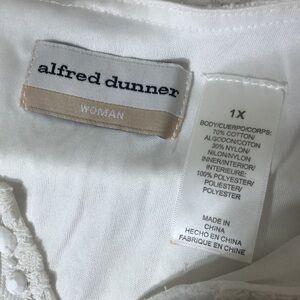 alfred dunner
WOMAN
1X
BODY/CUERPO/CORPS:
70% COTTON/
ALGODON/COTON
30% NYLON/
NILON/NYLON
INNER/INTERIOR/
INTERIEURE:
100% POLYESTER/
POLIESTER/
POLYESTER
MADE IN
CHINA
HECHO EN CHINA
FABRIQUE EN CHINE